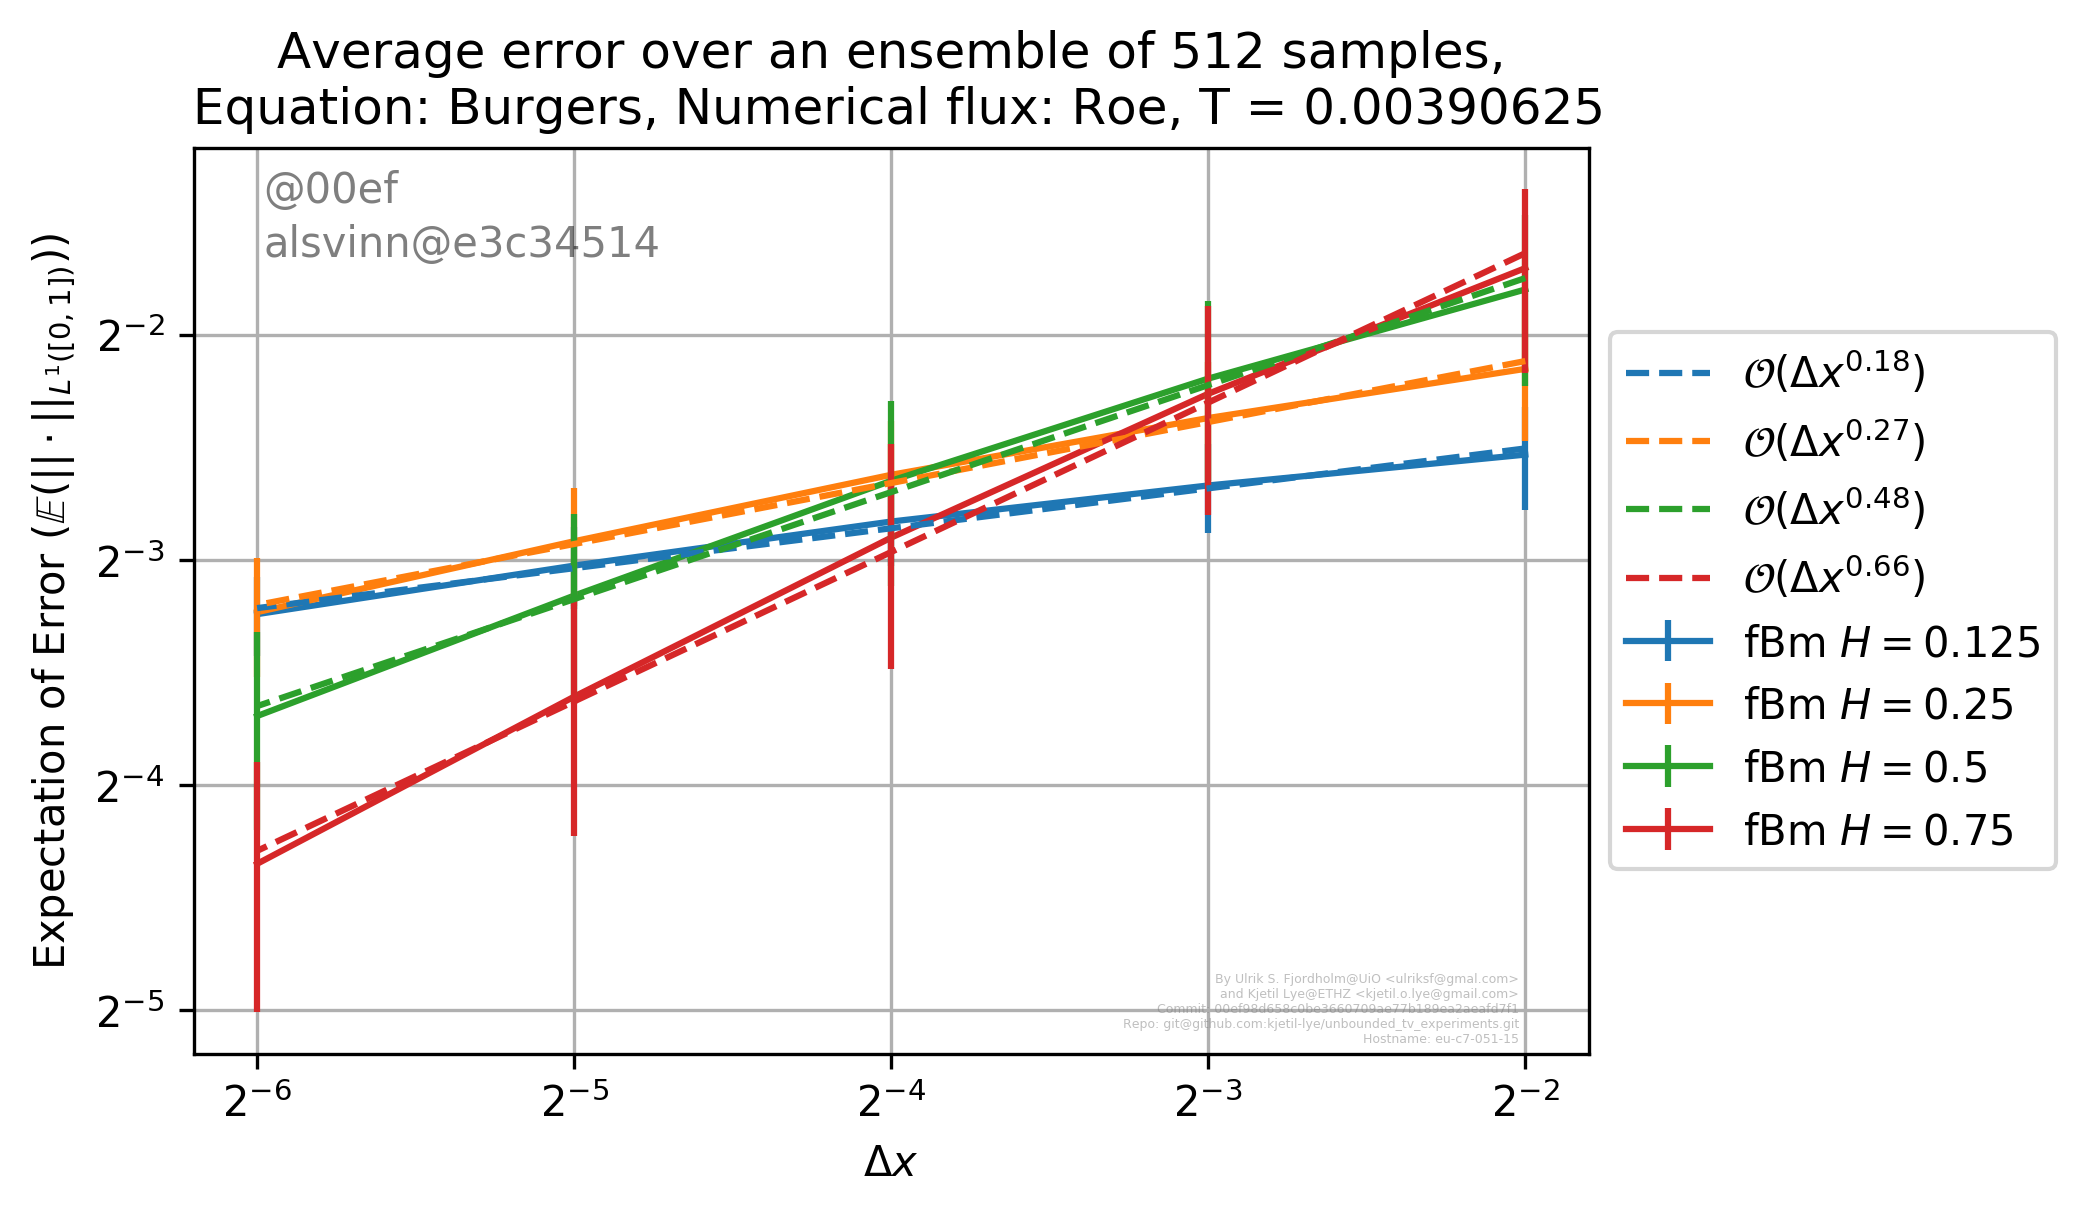 Average error over an ensemble of 512 samples,
Equation: Burgers, Numerical flux: Roe, T = 0.00390625
@00ef
alsvinn@e3c34514
Expectation of Error (𝔼(|| · ||_{L^1([0, 1])}))
2^{-2}
2^{-3}
2^{-4}
2^{-5}
By Ulrik S. Fjordholm@UiO <ulriksf@gmal.com>
and Kjetil Lye@ETHZ <kjetil.o.lye@gmail.com>
Commit: 00ef98d658c0be3660709ae77b189ea2aeafd7f1
Repo: git@github.com:kjetil-lye/unbounded_tv_experiments.git
Hostname: eu-c7-051-15
2^{-6}
2^{-5}
2^{-4}
2^{-3}
2^{-2}
Δx
𝒪(Δx^{0.18})
𝒪(Δx^{0.27})
𝒪(Δx^{0.48})
𝒪(Δx^{0.66})
fBm H = 0.125
fBm H = 0.25
fBm H = 0.5
fBm H = 0.75